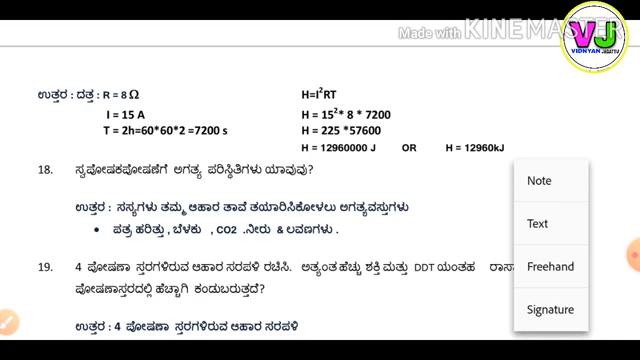 Made with KINEMASTER
VJ
VIDNYAN JAGATTU
ಉತ್ತರ : ದತ್ತ : R = 8 Ω H=I²RT
I = 15 A H = 15²* 8 * 7200
T = 2h=60*60*2 =7200 s H = 225 *57600
H = 12960000 J OR H = 12960kJ
18. ಸ್ವಪೋಷಕಪೋಷಣೆಗೆ ಅಗತ್ಯ ಪರಿಸ್ಥಿತಿಗಳು ಯಾವುವು?
ಉತ್ತರ : ಸಸ್ಯಗಳು ತಮ್ಮ ಆಹಾರ ತಾವೆ ತಯಾರಿಸಿಕೋಳಲು ಅಗತ್ಯವಸ್ತುಗಳು
• ಪತ್ರ ಹರಿತ್ತು , ಬೆಳಕು , CO2 .ನೀರು & ಲವಣಗಳು .
19. 4 ಪೋಷಣಾ ಸ್ತರಗಳಿರುವ ಆಹಾರ ಸರಪಳಿ ರಚಿಸಿ. ಅತ್ಯಂತ ಹೆಚ್ಚು ಶಕ್ತಿ ಮತ್ತು DDT ಯಂತಹ ರಾಸಾ
ಪೋಷಣಾಸ್ತರದಲ್ಲಿ ಹೆಚ್ಚಾಗಿ ಕಂಡುಬರುತ್ತದೆ?
ಉತ್ತರ : 4 ಪೋಷಣಾ ಸ್ತರಗಳಿರುವ ಆಹಾರ ಸರಪಳಿ
Note
Text
Freehand
Signature